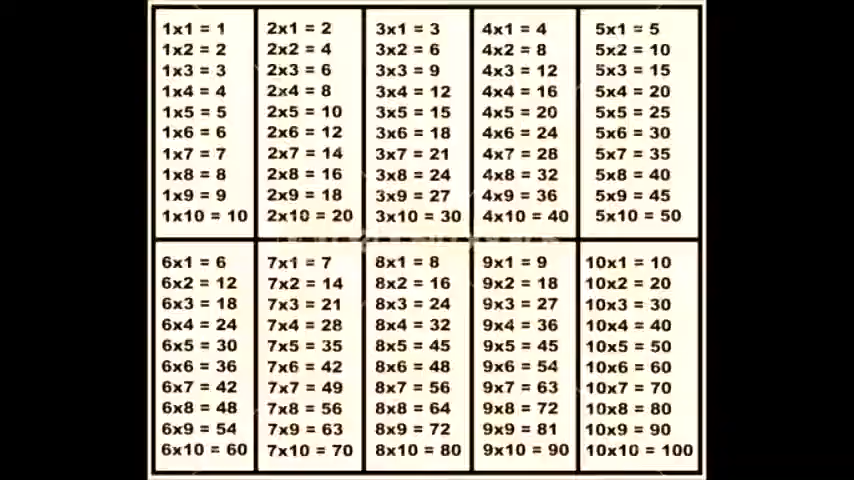 1x1 = 1
1x2 = 2
1x3 = 3
1x4 = 4
1x5 = 5
1x6 = 6
1x7 = 7
1x8 = 8
1x9 = 9
1x10 = 10
2x1 = 2
2x2 = 4
2x3 = 6
2x4 = 8
2x5 = 10
2x6 = 12
2x7 = 14
2x8 = 16
2x9 = 18
2x10 = 20
3x1 = 3
3x2 = 6
3x3 = 9
3x4 = 12
3x5 = 15
3x6 = 18
3x7 = 21
3x8 = 24
3x9 = 27
3x10 = 30
4x1 = 4
4x2 = 8
4x3 = 12
4x4 = 16
4x5 = 20
4x6 = 24
4x7 = 28
4x8 = 32
4x9 = 36
4x10 = 40
5x1 = 5
5x2 = 10
5x3 = 15
5x4 = 20
5x5 = 25
5x6 = 30
5x7 = 35
5x8 = 40
5x9 = 45
5x10 = 50
6x1 = 6
6x2 = 12
6x3 = 18
6x4 = 24
6x5 = 30
6x6 = 36
6x7 = 42
6x8 = 48
6x9 = 54
6x10 = 60
7x1 = 7
7x2 = 14
7x3 = 21
7x4 = 28
7x5 = 35
7x6 = 42
7x7 = 49
7x8 = 56
7x9 = 63
7x10 = 70
8x1 = 8
8x2 = 16
8x3 = 24
8x4 = 32
8x5 = 45
8x6 = 48
8x7 = 56
8x8 = 64
8x9 = 72
8x10 = 80
9x1 = 9
9x2 = 18
9x3 = 27
9x4 = 36
9x5 = 45
9x6 = 54
9x7 = 63
9x8 = 72
9x9 = 81
9x10 = 90
10x1 = 10
10x2 = 20
10x3 = 30
10x4 = 40
10x5 = 50
10x6 = 60
10x7 = 70
10x8 = 80
10x9 = 90
10x10 = 100